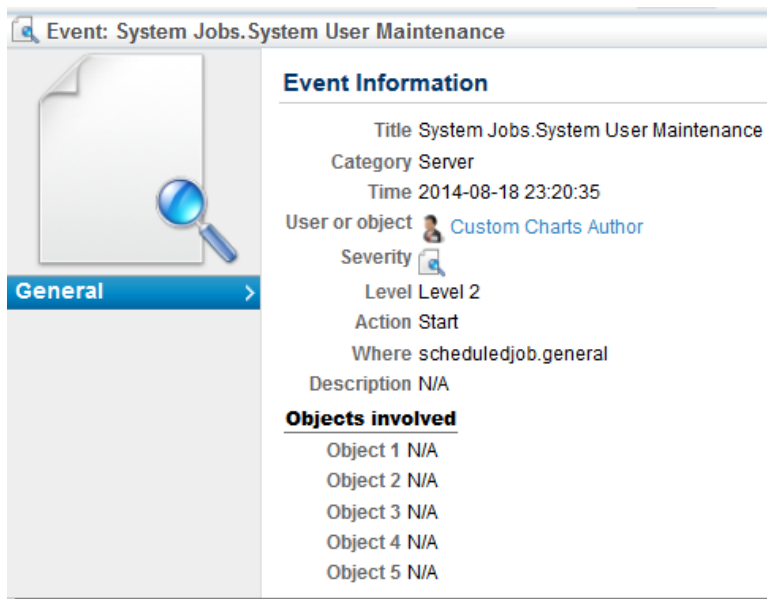 Event: System Jobs.System User Maintenance
General
Event Information
Title System Jobs.System User Maintenance
Category Server
Time 2014-08-18 23:20:35
User or object Custom Charts Author
Severity
Level Level 2
Action Start
Where scheduledjob.general
Description N/A
Objects involved
Object 1 N/A
Object 2 N/A
Object 3 N/A
Object 4 N/A
Object 5 N/A